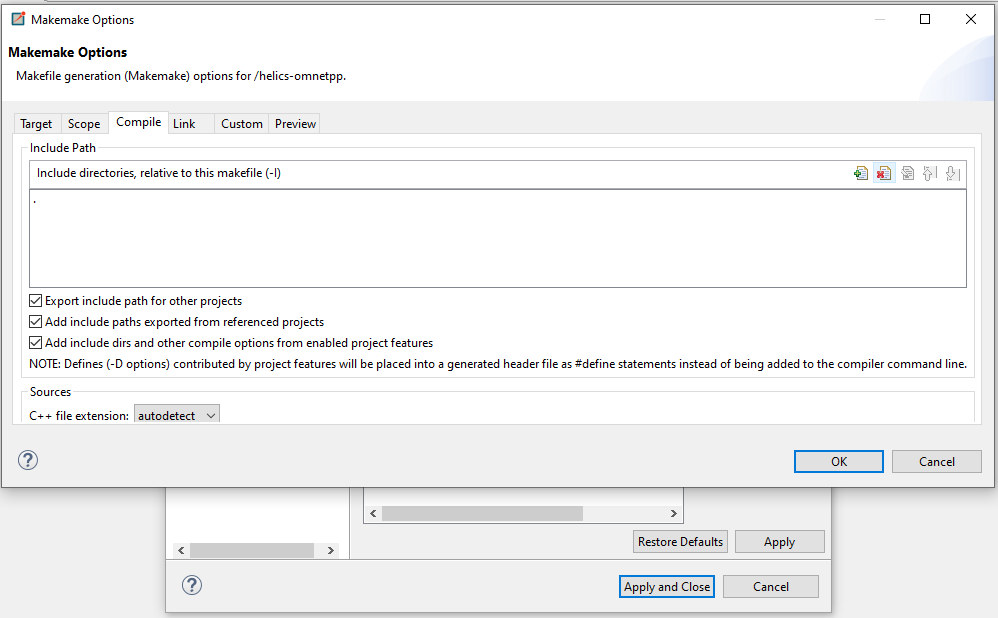 Makemake Options
Makemake Options
Makefile generation (Makemake) options for /helics-omnetpp.
Target Scope Compile Link Custom Preview
Include Path
Include directories, relative to this makefile (-I)
.
Export include path for other projects
Add include paths exported from referenced projects
Add include dirs and other compile options from enabled project features
NOTE: Defines (-D options) contributed by project features will be placed into a generated header file as #define statements instead of being added to the compiler command line.
Sources
C++ file extension: autodetect
OK Cancel
Restore Defaults Apply
Apply and Close Cancel